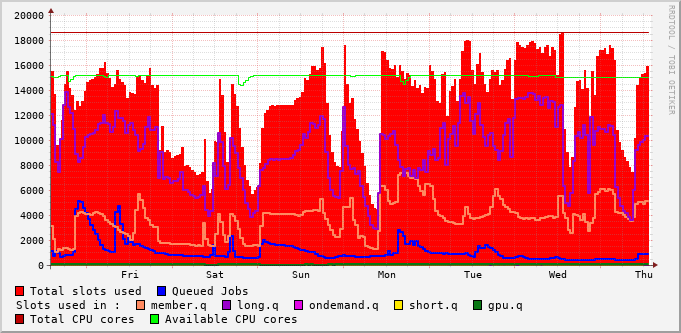 20000
18000
16000
14000
12000
10000
8000
6000
4000
2000
0
Fri Sat Sun Mon Tue Wed Thu
RRDTOOL / TOBI OETIKER
Total slots used Queued Jobs
Slots used in : member.q long.q ondemand.q short.q gpu.q
Total CPU cores Available CPU cores